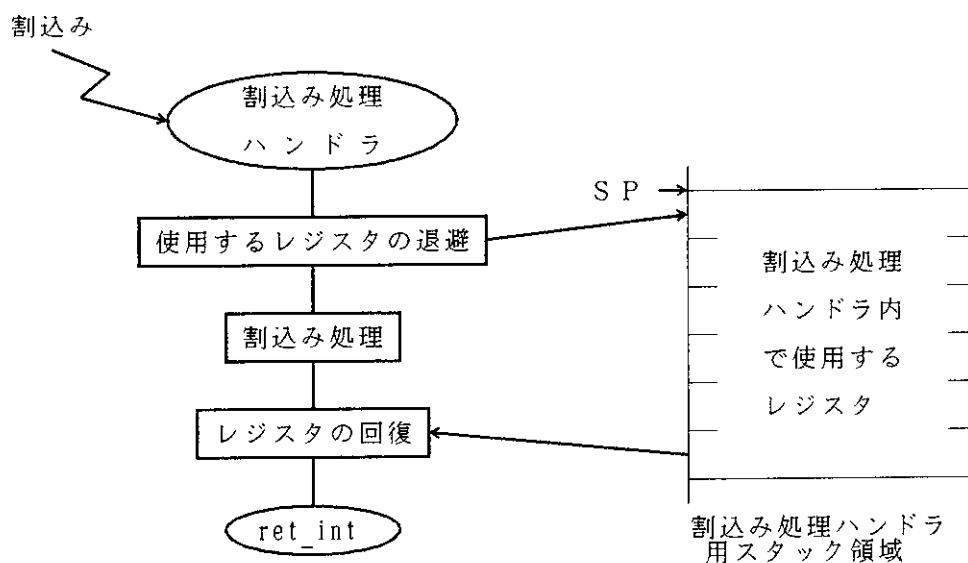 割込み
割込み処理
ハンドラ
使用するレジスタの退避
割込み処理
レジスタの回復
ret_int
SP
割込み処理
ハンドラ内
で使用する
レジスタ
割込み処理ハンドラ
用スタック領域